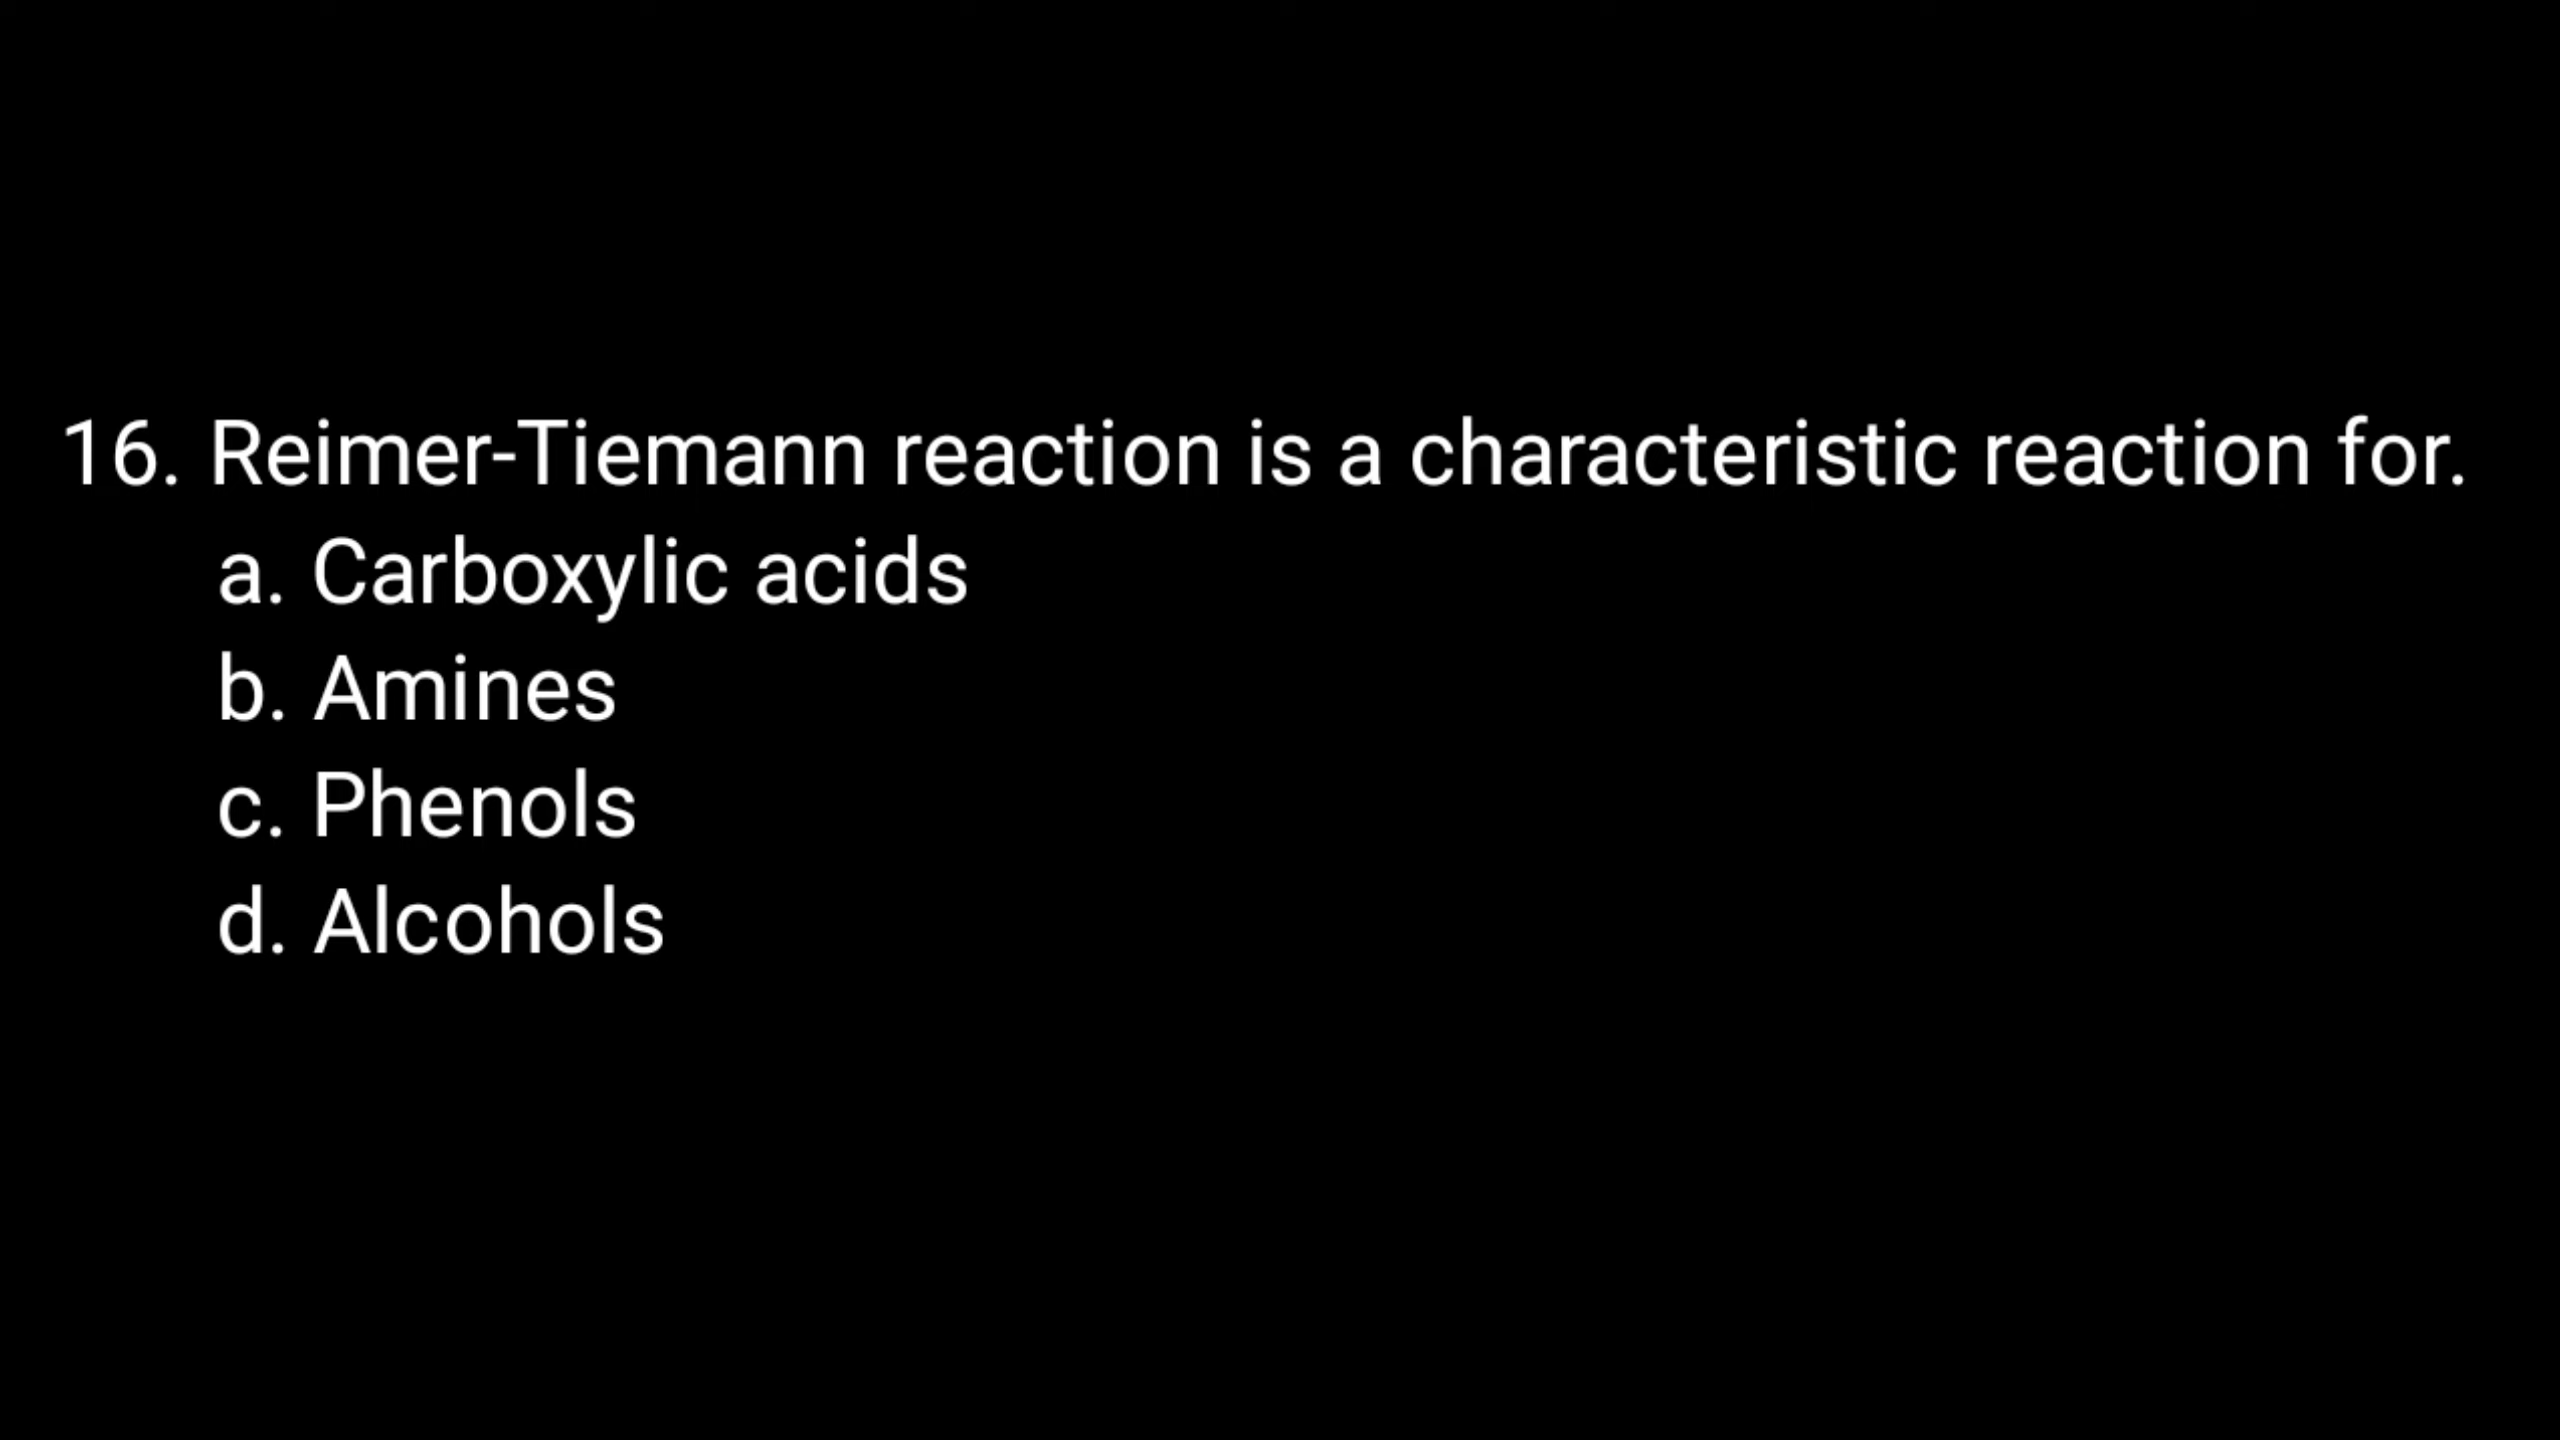 16. Reimer-Tiemann reaction is a characteristic reaction for.
a. Carboxylic acids
b. Amines
c. Phenols
d. Alcohols